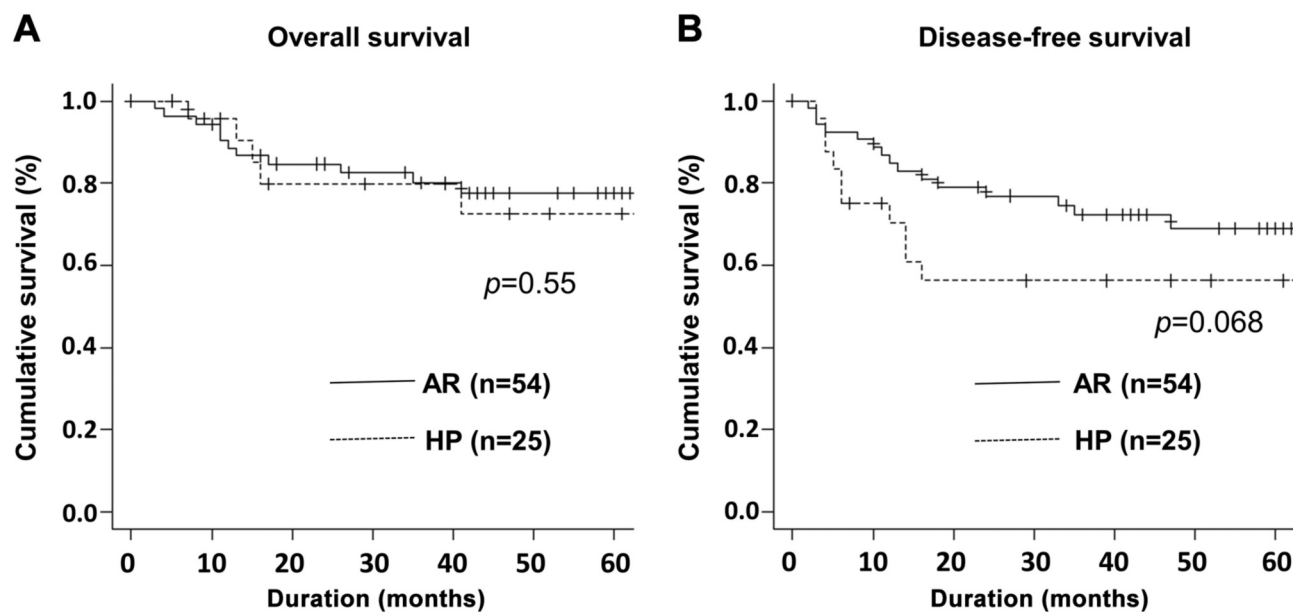 A
Overall survival
Cumulative survival (%)
1.0
0.8
0.6
0.4
0.2
0.0
p=0.55
AR (n=54)
HP (n=25)
0 10 20 30 40 50 60
Duration (months)
B
Disease-free survival
Cumulative survival (%)
1.0
0.8
0.6
0.4
0.2
0.0
p=0.068
AR (n=54)
HP (n=25)
0 10 20 30 40 50 60
Duration (months)